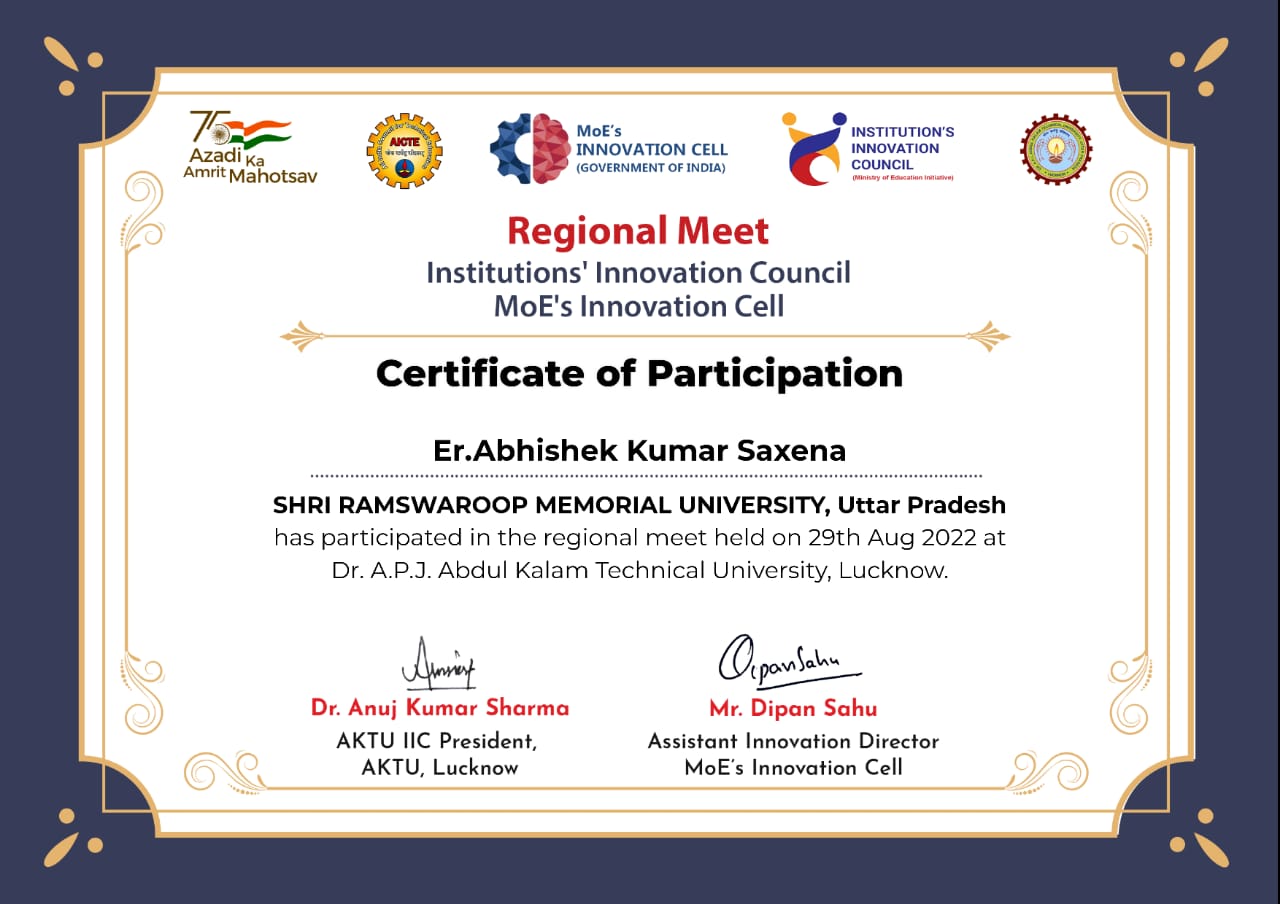 75
Azadi Ka
Amrit Mahotsav
AICTE
MoE's
INNOVATION CELL
(GOVERNMENT OF INDIA)
INSTITUTION'S
INNOVATION
COUNCIL
(Ministry of Education Initiative)
Regional Meet
Institutions' Innovation Council
MoE's Innovation Cell
Certificate of Participation
Er.Abhishek Kumar Saxena
SHRI RAMSWAROOP MEMORIAL UNIVERSITY, Uttar Pradesh
has participated in the regional meet held on 29th Aug 2022 at
Dr. A.P.J. Abdul Kalam Technical University, Lucknow.
DipanSahu
Dr. Anuj Kumar Sharma
Mr. Dipan Sahu
AKTU IIC President,
AKTU, Lucknow
Assistant Innovation Director
MoE's Innovation Cell